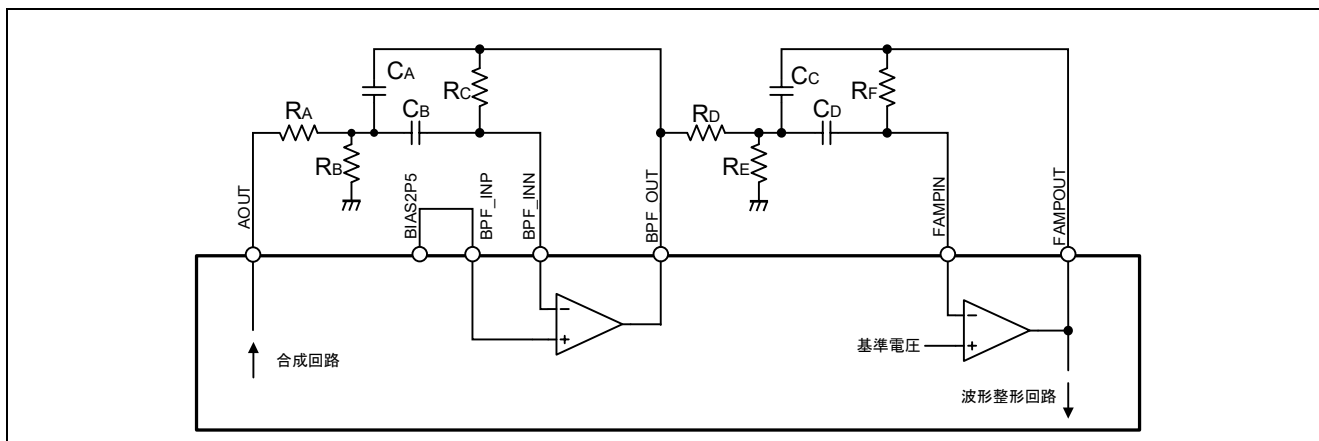 CA
CC
RC
RF
RA
CB
RD
CD
RB
RE
AOUT
BIAS2P5
BPF_INP
BPF_INN
BPF_OUT
FAMPIN
FAMPOUT
−
+
−
+
基準電圧
合成回路
波形整形回路